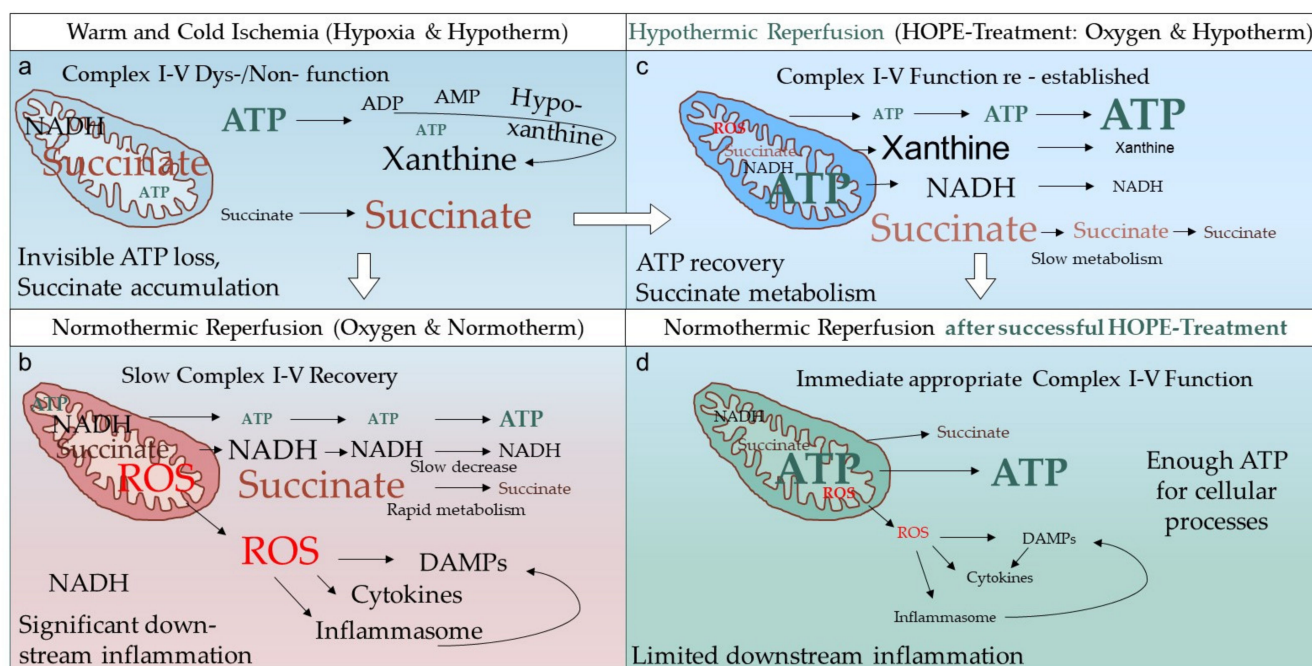 Warm and Cold Ischemia (Hypoxia & Hypotherm)
a
Complex I-V Dys-/Non- function
NADH
Succinate
ATP
ATP
ADP
AMP
Hypo-
xanthine
ATP
Xanthine
Succinate
Succinate
Invisible ATP loss,
Succinate accumulation
Hypothermic Reperfusion (HOPE-Treatment: Oxygen & Hypotherm)
c
Complex I-V Function re - established
ROS
Succinate
NADH
ATP
ATP
ATP
ATP
Xanthine
Xanthine
NADH
NADH
Succinate
Succinate
Succinate
Slow metabolism
ATP recovery
Succinate metabolism
Normothermic Reperfusion (Oxygen & Normotherm)
b
Slow Complex I-V Recovery
ATP
NADH
Succinate
ROS
ATP
ATP
ATP
NADH
NADH
NADH
Slow decrease
Succinate
Succinate
Rapid metabolism
ROS
DAMPs
Cytokines
Inflammasome
NADH
Significant down-
stream inflammation
Normothermic Reperfusion after successful HOPE-Treatment
d
Immediate appropriate Complex I-V Function
NADH
Succinate
ATP
ROS
Succinate
ATP
Enough ATP
for cellular
processes
ROS
DAMPs
Cytokines
Inflammasome
Limited downstream inflammation